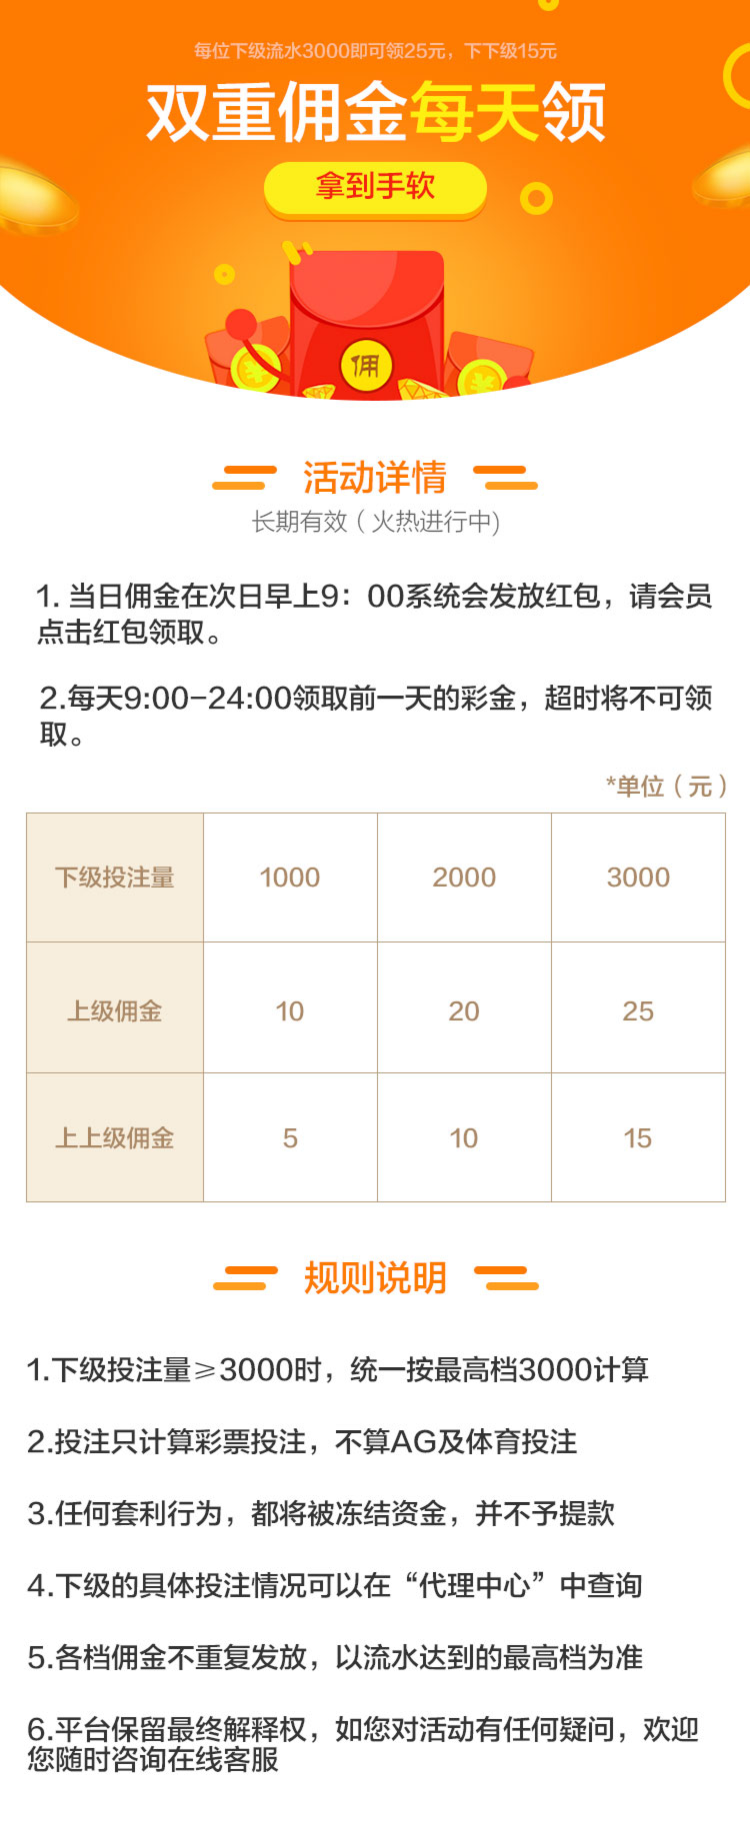 每位下级流水3000即可领25元，下下级15元
双重佣金每天领
拿到手软
佣
活动详情
长期有效（火热进行中)
1. 当日佣金在次日早上9：00系统会发放红包，请会员
点击红包领取。
2.每天9:00-24:00领取前一天的彩金，超时将不可领
取。
*单位（元）
下级投注量 1000 2000 3000
上级佣金 10 20 25
上上级佣金 5 10 15
规则说明
1.下级投注量≥3000时，统一按最高档3000计算
2.投注只计算彩票投注，不算AG及体育投注
3.任何套利行为，都将被冻结资金，并不予提款
4.下级的具体投注情况可以在“代理中心”中查询
5.各档佣金不重复发放，以流水达到的最高档为准
6.平台保留最终解释权，如您对活动有任何疑问，欢迎
您随时咨询在线客服